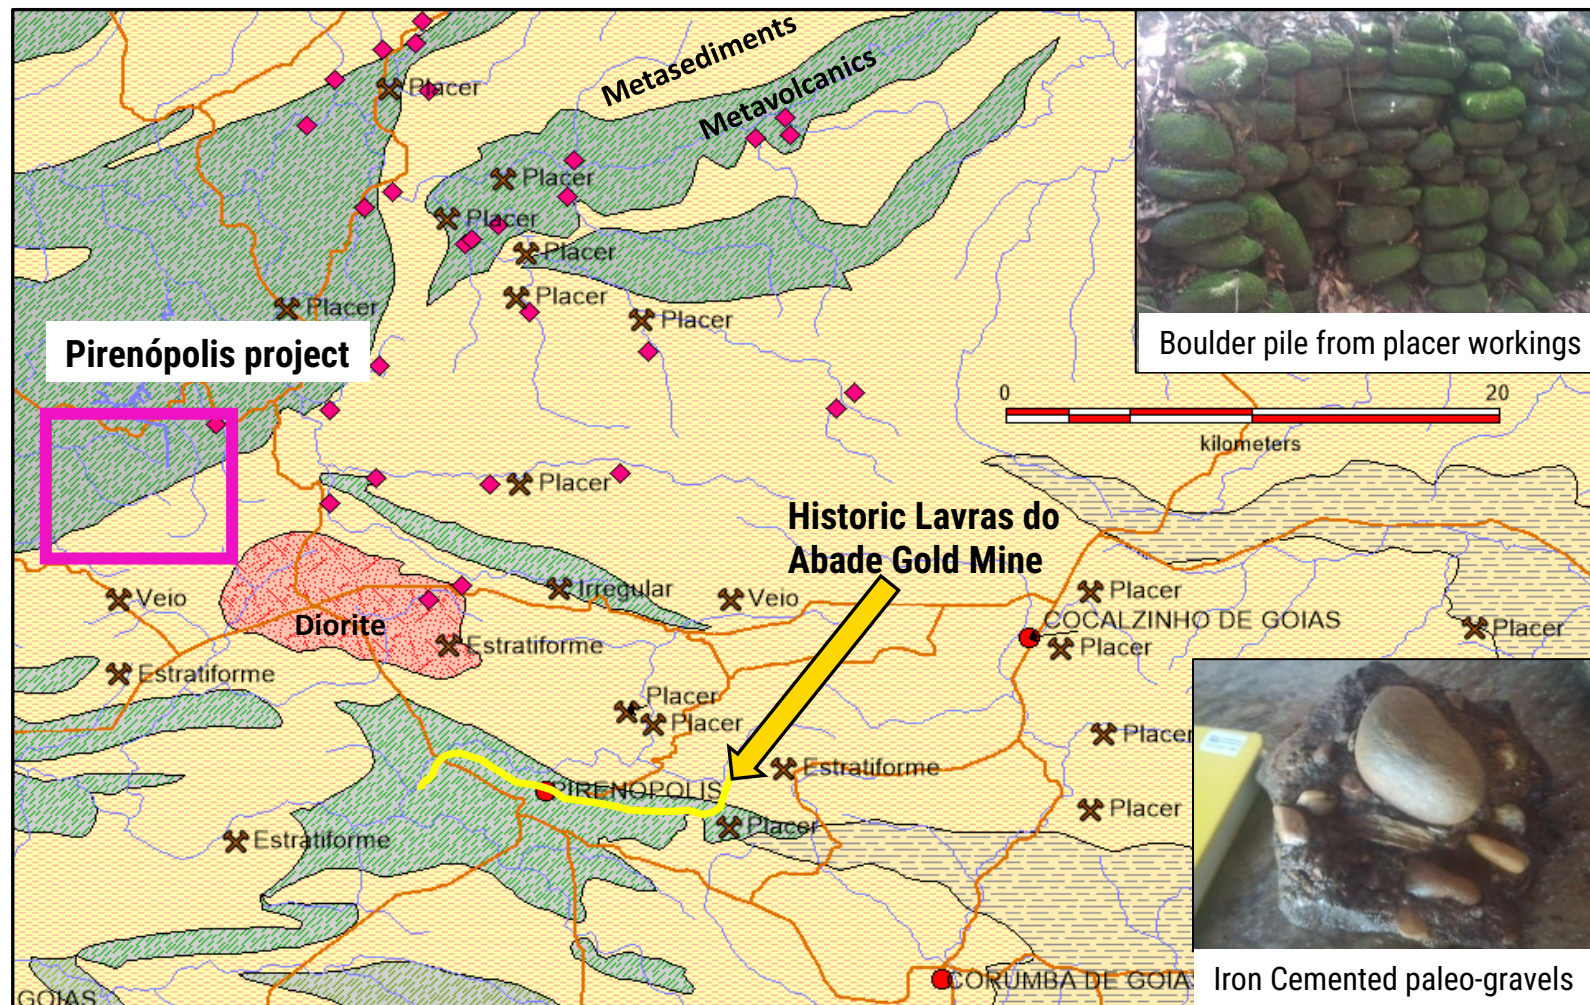 Metasediments
Metavolcanics
Placer
Placer
Placer
Placer
Placer
Placer
Placer
Pirenópolis project
Boulder pile from placer workings
0
20
kilometers
Placer
Historic Lavras do
Abade Gold Mine
Veio
Irregular
Veio
Placer
COCALZINHO DE GOIAS
Placer
Placer
Diorite
Estratiforme
Estratiforme
Placer
Placer
Placer
Estratiforme
PIRENOPOLIS
Placer
Placer
Estratiforme
CORUMBA DE GOIA
Iron Cemented paleo-gravels
GOIAS